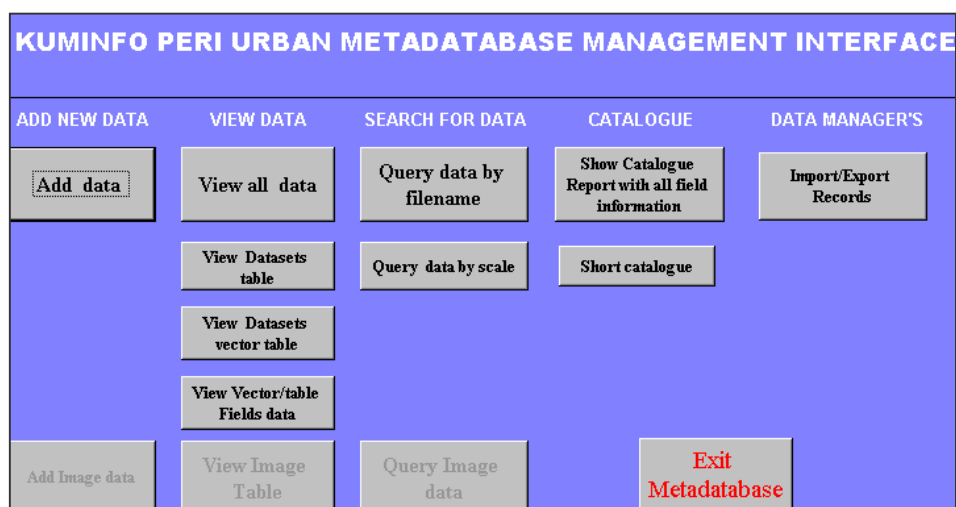 KUMINFO PERI URBAN METADATABASE MANAGEMENT INTERFACE
ADD NEW DATA
VIEW DATA
SEARCH FOR DATA
CATALOGUE
DATA MANAGER'S
Add data
View all data
Query data by
filename
Show Catalogue
Report with all field
information
Import/Export
Records
View Datasets
table
Query data by scale
Short catalogue
View Datasets
vector table
View Vector/table
Fields data
Add Image data
View Image
Table
Query Image
data
Exit
Metadatabase